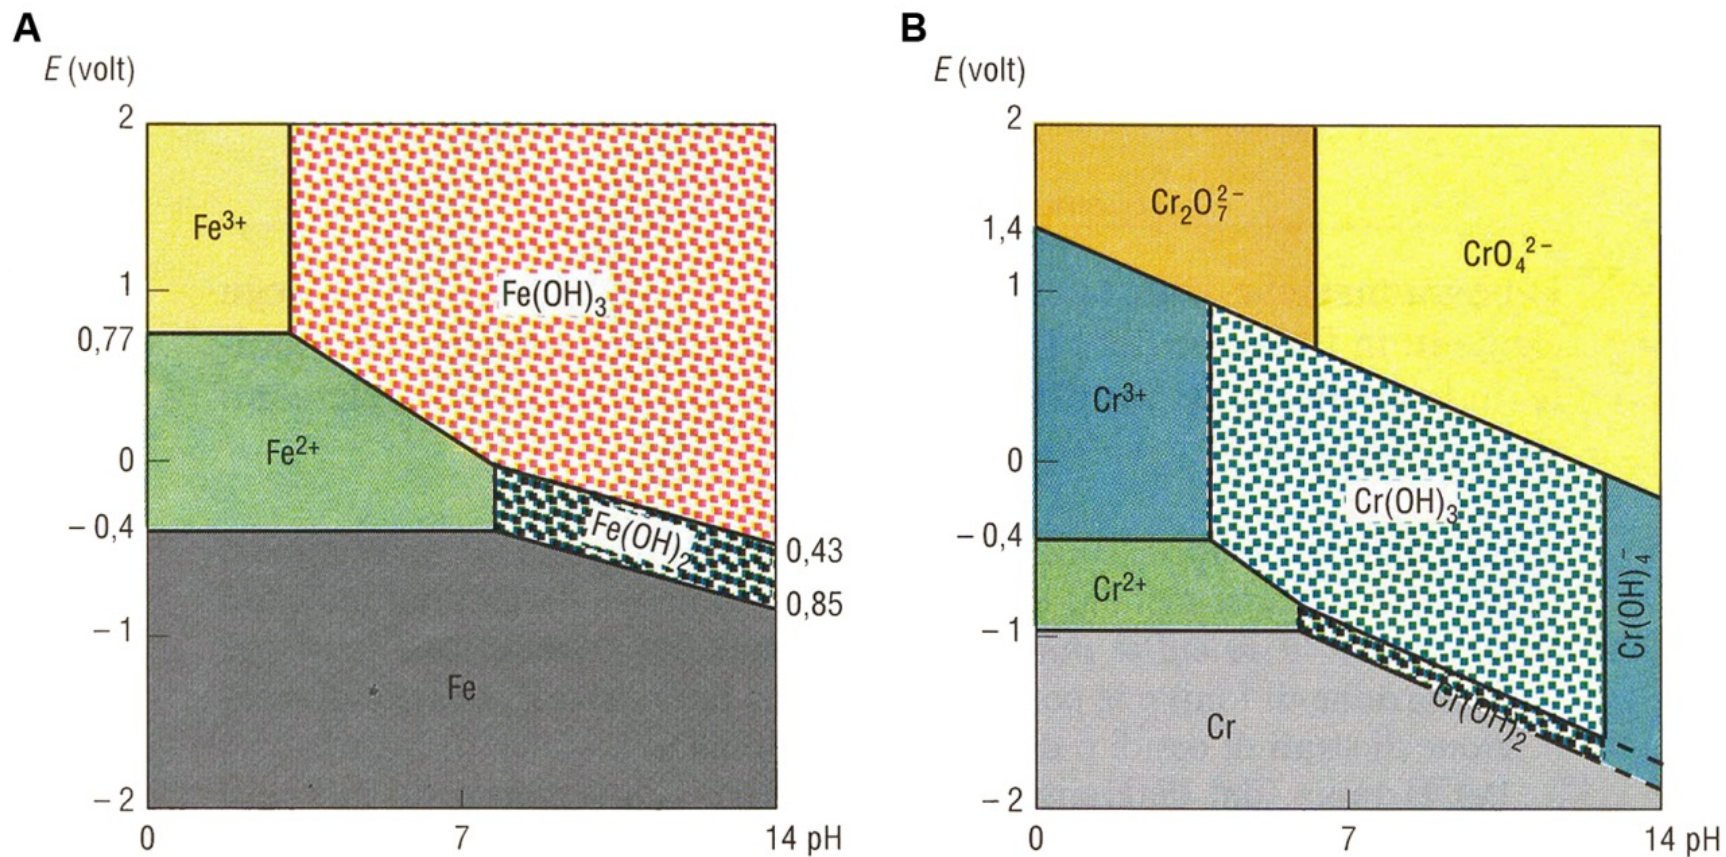 A
E (volt)
2
1
0,77
0
– 0,4
– 1
– 2
0
7
14 pH
Fe³⁺
Fe(OH)₃
Fe²⁺
Fe(OH)₂
Fe
0,43
0,85
B
E (volt)
2
1,4
1
0
– 0,4
– 1
– 2
0
7
14 pH
Cr₂O₇²⁻
CrO₄²⁻
Cr³⁺
Cr(OH)₃
Cr(OH)₄⁻
Cr²⁺
Cr(OH)₂
Cr